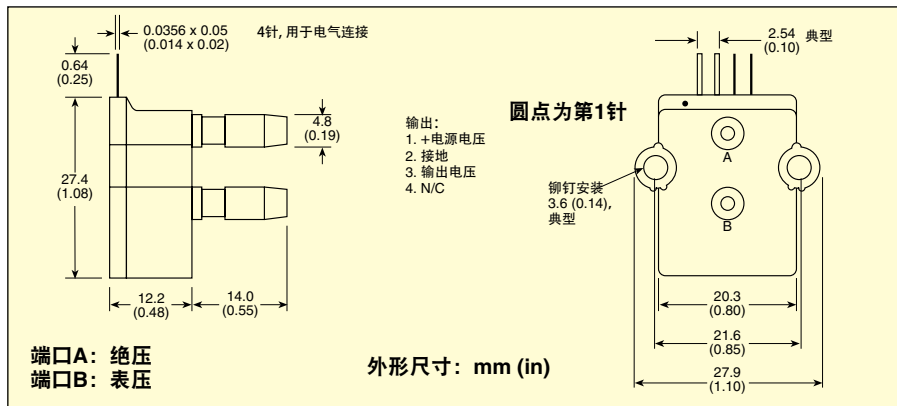 0.0356 x 0.05
(0.014 x 0.02)
4针, 用于电气连接
0.64
(0.25)
4.8
(0.19)
27.4
(1.08)
12.2
(0.48)
14.0
(0.55)
输出：
1. +电源电压
2. 接地
3. 输出电压
4. N/C
圆点为第1针
2.54 典型
(0.10)
A
B
铆钉安装
3.6 (0.14),
典型
20.3
(0.80)
21.6
(0.85)
27.9
(1.10)
端口A：绝压
端口B：表压
外形尺寸：mm (in)